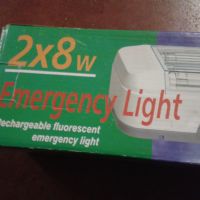 2x8w
Emergency Light
Rechargeable fluorescent
emergency light